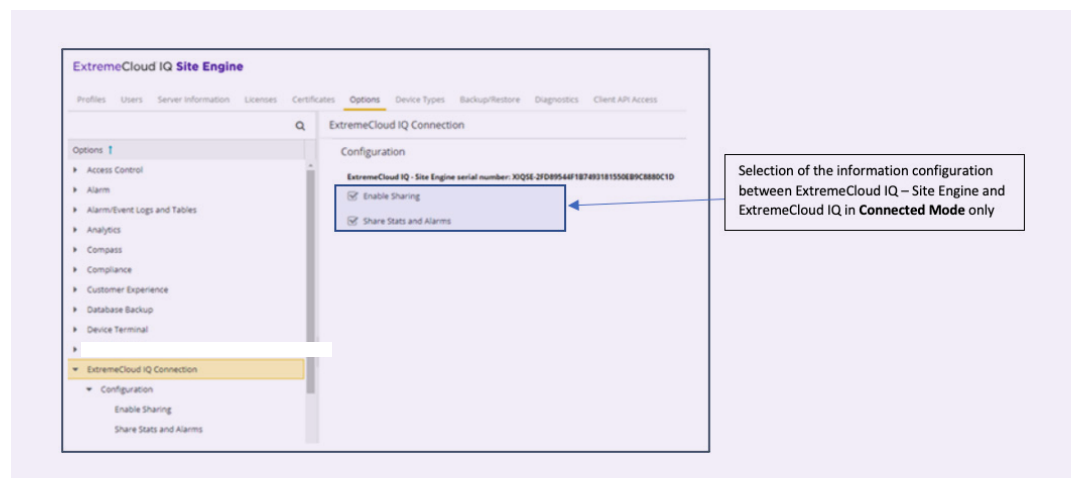 ExtremeCloud IQ Site Engine
Profiles Users Server Information Licenses Certificates Options Device Types Backup/Restore Diagnostics Client API Access
ExtremeCloud IQ Connection
Options
Configuration
Access Control
ExtremeCloud IQ - Site Engine serial number: XIQSE-2FD89544F1B7493181550EB9C8880C1D
Alarm
Enable Sharing
Alarm/Event Logs and Tables
Share Stats and Alarms
Analytics
Compass
Compliance
Customer Experience
Database Backup
Device Terminal
ExtremeCloud IQ Connection
Configuration
Enable Sharing
Share Stats and Alarms
Selection of the information configuration
between ExtremeCloud IQ – Site Engine and
ExtremeCloud IQ in Connected Mode only